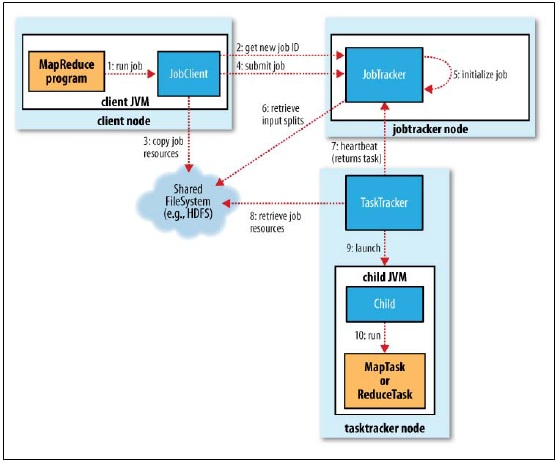 MapReduce
program
1: run job
JobClient
client JVM
client node
2: get new job ID
4: submit job
JobTracker
5: initialize job
jobtracker node
3: copy job
resources
6: retrieve
input splits
7: heartbeat
(returns task)
Shared
FileSystem
(e.g., HDFS)
8: retrieve job
resources
TaskTracker
9: launch
child JVM
Child
10: run
MapTask
or
ReduceTask
tasktracker node